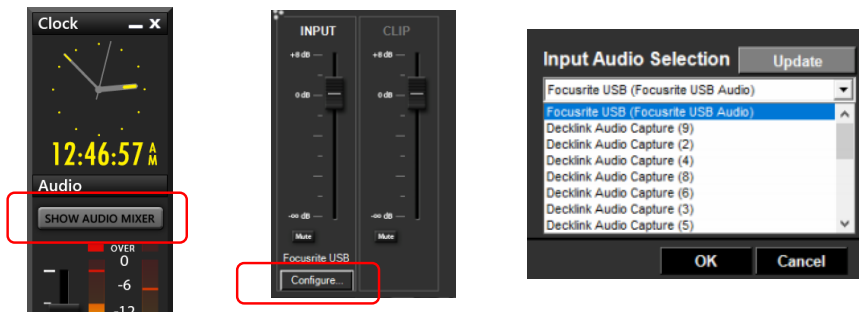 Clock
12:46:57 AM
Audio
SHOW AUDIO MIXER
OVER
0
-6
-12
INPUT
+8 dB
0 dB
-∞ dB
Mute
Focusrite USB
Configure...
CLIP
+8 dB
0 dB
-∞ dB
Mute
Input Audio Selection
Update
Focusrite USB (Focusrite USB Audio)
Focusrite USB (Focusrite USB Audio)
Decklink Audio Capture (9)
Decklink Audio Capture (2)
Decklink Audio Capture (4)
Decklink Audio Capture (8)
Decklink Audio Capture (6)
Decklink Audio Capture (3)
Decklink Audio Capture (5)
OK Cancel